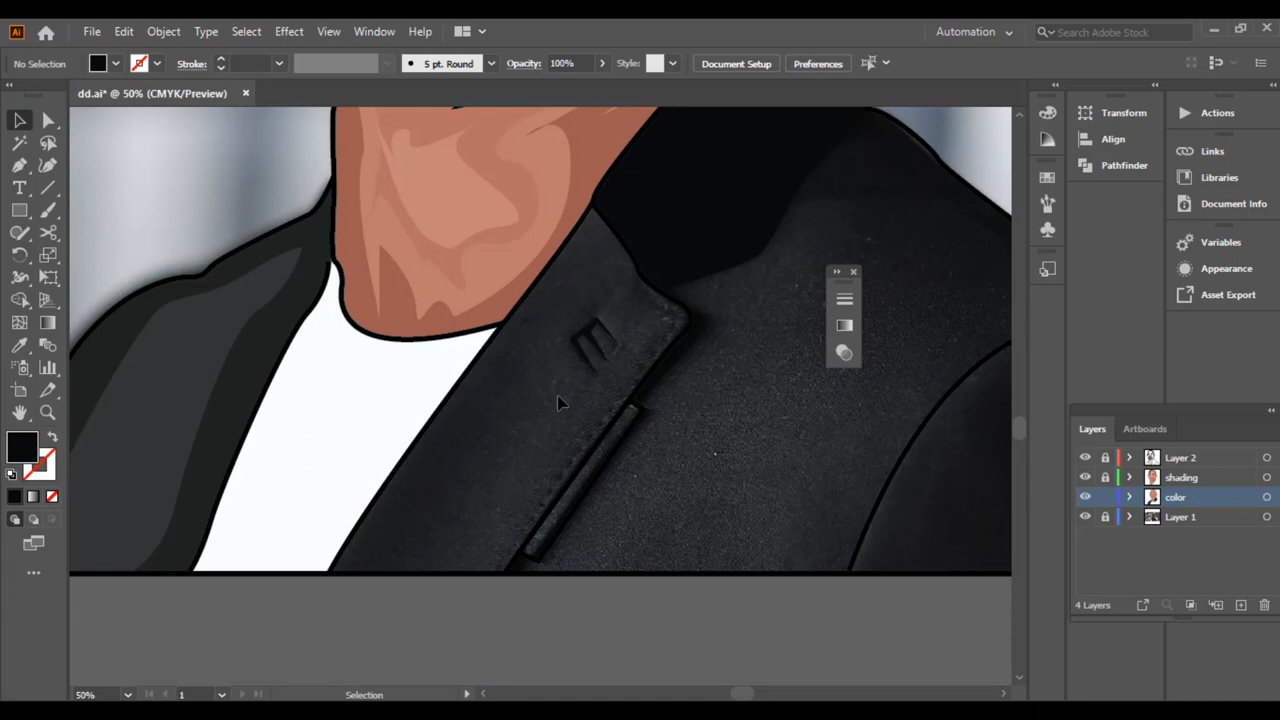 Ai File Edit Object Type Select Effect View Window Help Automation Search Adobe Stock
No Selection Stroke: 5 pt. Round Opacity: 100% Style: Document Setup Preferences
dd.ai* @ 50% (CMYK/Preview)
Transform
Align
Pathfinder
Actions
Links
Libraries
Document Info
Variables
Appearance
Asset Export
Layers Artboards
Layer 2
shading
color
Layer 1
4 Layers
50% 1 Selection